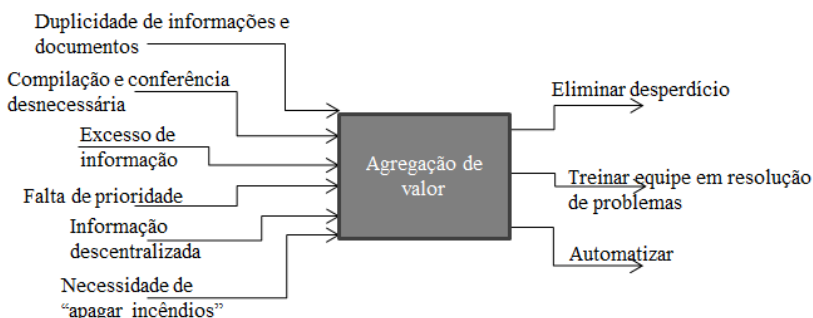 Duplicidade de informações e
documentos
Compilação e conferência
desnecessária
Excesso de
informação
Falta de prioridade
Informação
descentralizada
Necessidade de
“apagar incêndios”
Agregação de
valor
Eliminar desperdício
Treinar equipe em resolução
de problemas
Automatizar